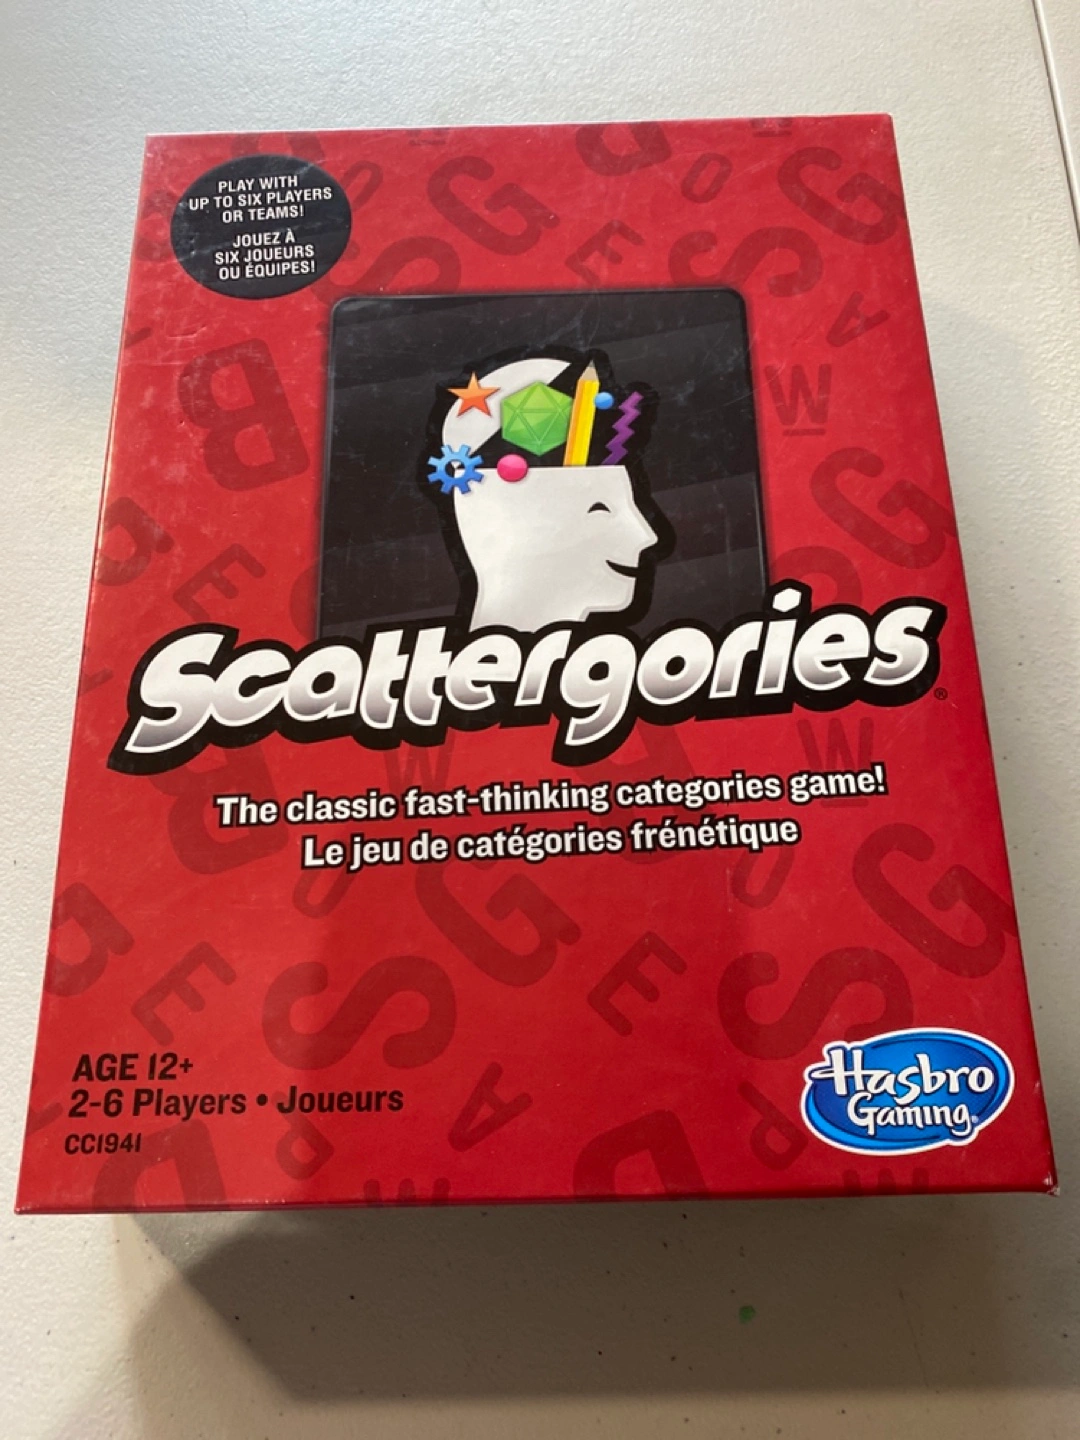 PLAY WITH
UP TO SIX PLAYERS
OR TEAMS!
JOUEZ À
SIX JOUEURS
OU ÉQUIPES!
Scattergories®
The classic fast-thinking categories game!
Le jeu de catégories frénétique
AGE 12+
2-6 Players • Joueurs
CC1941
Hasbro
Gaming